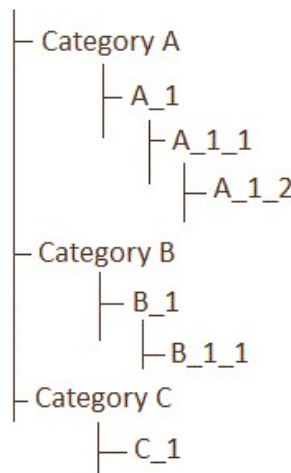 Category A
A_1
A_1_1
A_1_2
Category B
B_1
B_1_1
Category C
C_1